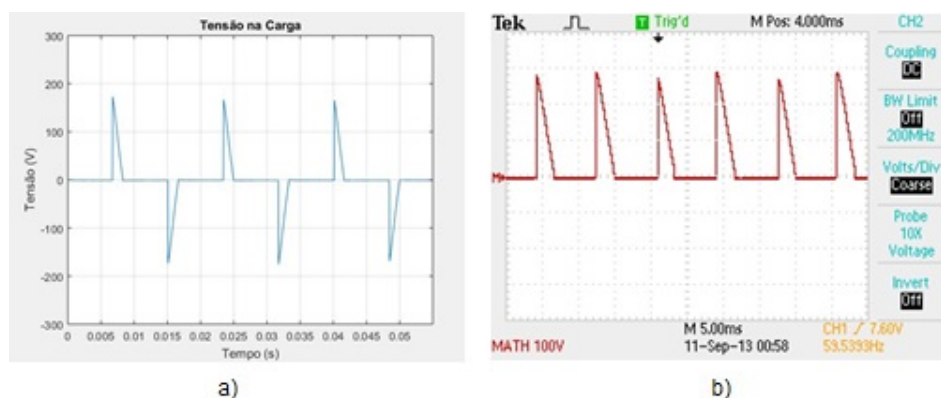 Tensão na Carga
300
200
100
0
-100
-200
-300
Tensão (V)
0 0.005 0.01 0.015 0.02 0.025 0.03 0.035 0.04 0.045 0.05
Tempo (s)
a)
Tek T Trig'd M Pos: 4.000ms CH2
Coupling
DC
BW Limit
Off
200MHz
Volts/Div
Coarse
Probe
10X
Voltage
Invert
Off
M
MATH 100V M 5.00ms CH1 / 7.60V
11-Sep-13 00:58 59.5393Hz
b)